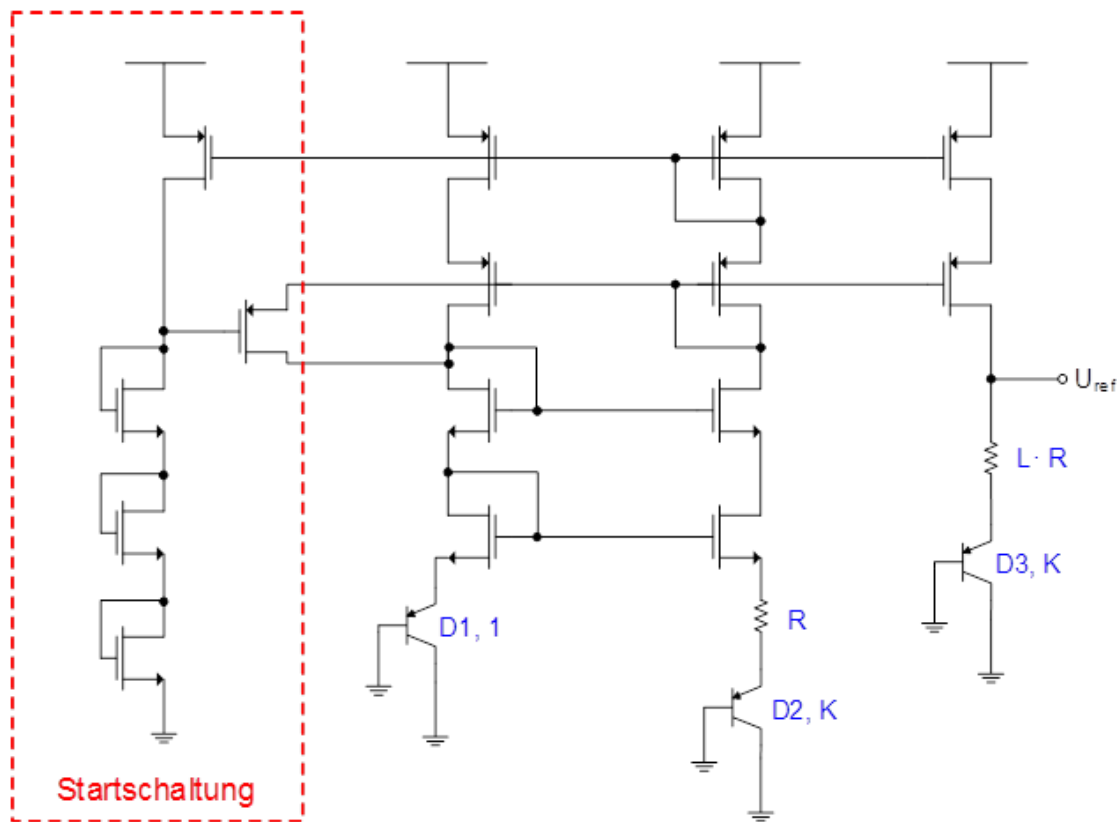 U_ref
L · R
D3, K
D1, 1
R
D2, K
Startschaltung